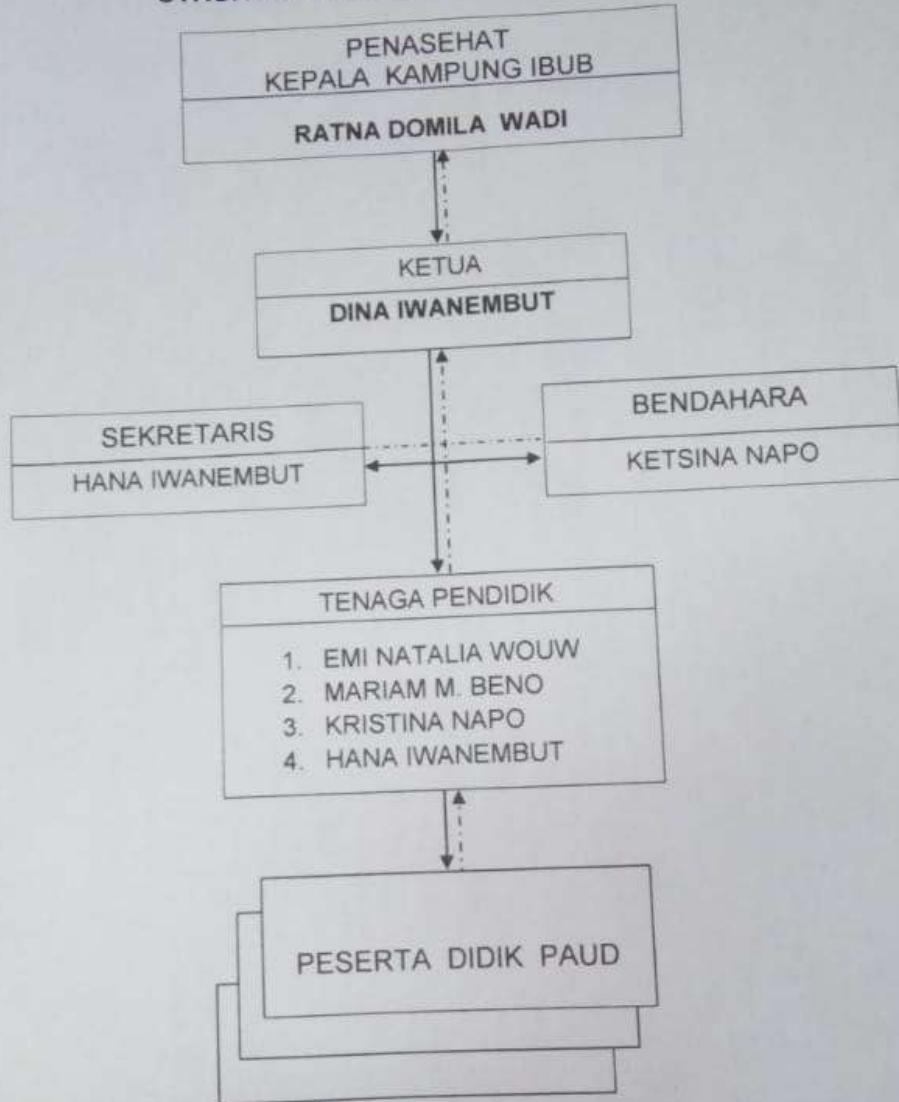 PENASEHAT
KEPALA KAMPUNG IBUB
RATNA DOMILA WADI
KETUA
DINA IWANEMBUT
SEKRETARIS
HANA IWANEMBUT
BENDAHARA
KETSINA NAPO
TENAGA PENDIDIK
1. EMI NATALIA WOUW
2. MARIAM M. BENO
3. KRISTINA NAPO
4. HANA IWANEMBUT
PESERTA DIDIK PAUD